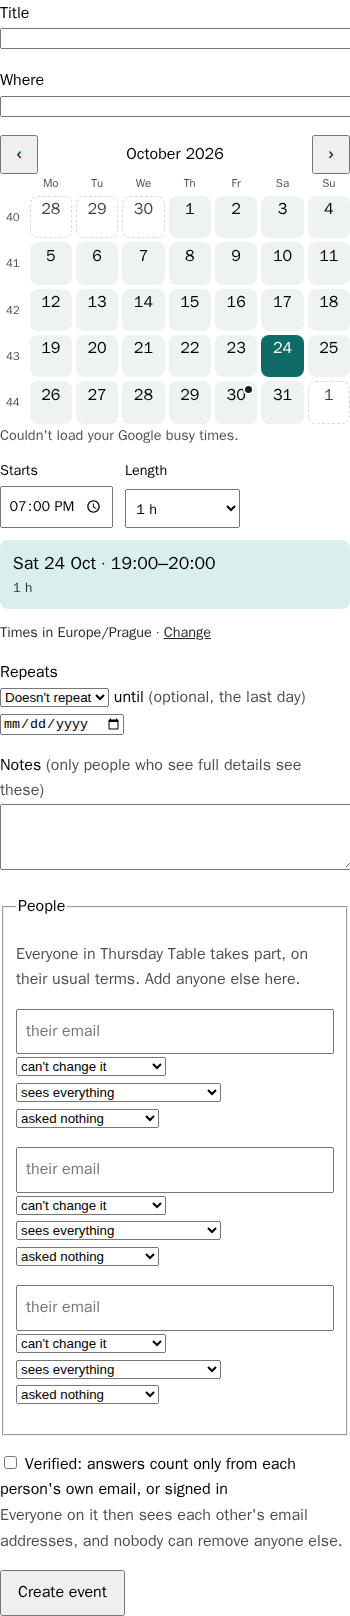 Title
Where
‹ October 2026 ›
Mo Tu We Th Fr Sa Su
40 28 29 30 1 2 3 4
41 5 6 7 8 9 10 11
42 12 13 14 15 16 17 18
43 19 20 21 22 23 24 25
44 26 27 28 29 30 31 1
Couldn't load your Google busy times.
Starts Length
07:00 PM 1 h
Sat 24 Oct · 19:00–20:00
1 h
Times in Europe/Prague · Change
Repeats
Doesn't repeat until (optional, the last day)
mm/dd/yyyy
Notes (only people who see full details see
these)
People
Everyone in Thursday Table takes part, on
their usual terms. Add anyone else here.
their email
can't change it
sees everything
asked nothing
their email
can't change it
sees everything
asked nothing
their email
can't change it
sees everything
asked nothing
Verified: answers count only from each
person's own email, or signed in
Everyone on it then sees each other's email
addresses, and nobody can remove anyone else.
Create event